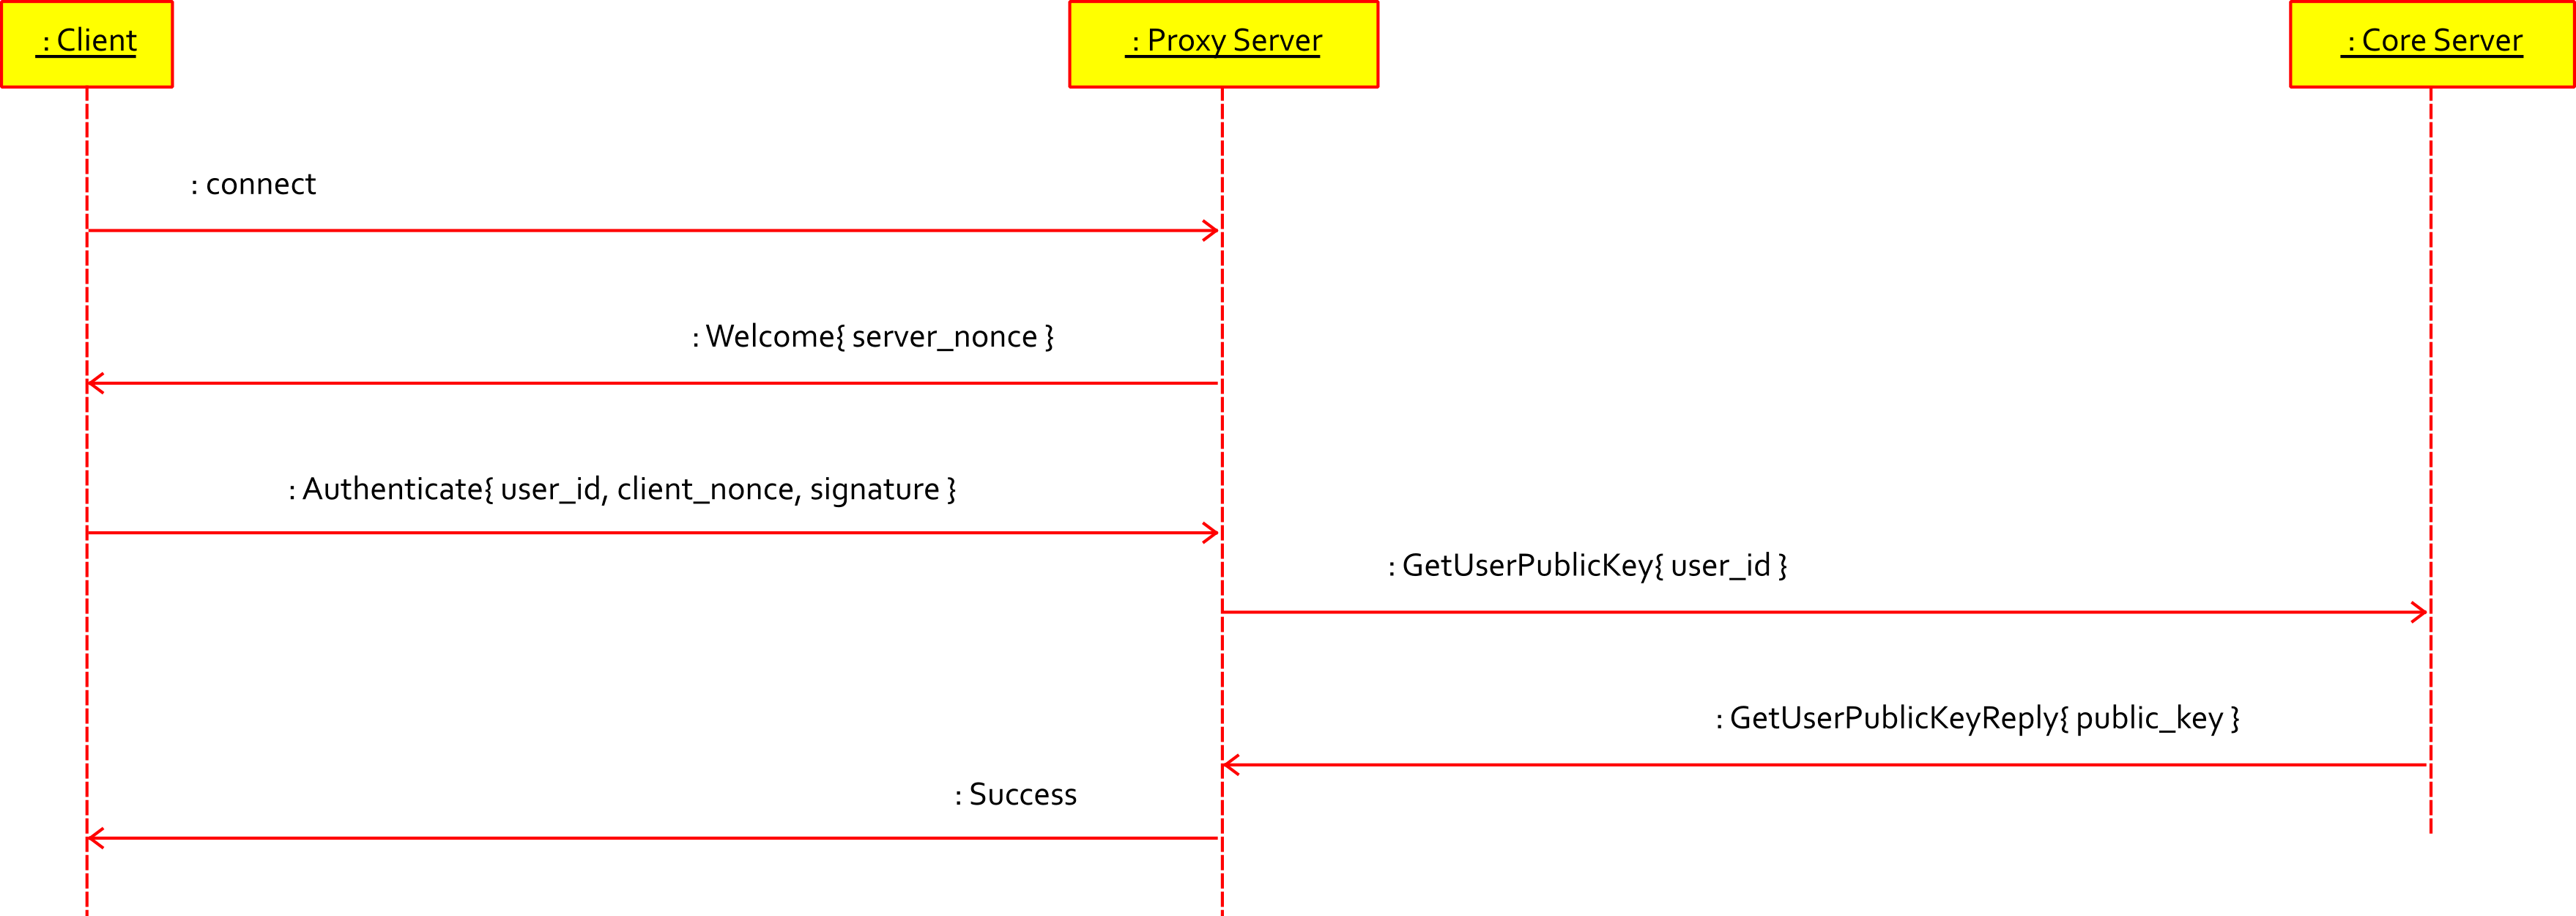 : Client
: Proxy Server
: Core Server
: connect
: Welcome{ server_nonce }
: Authenticate{ user_id, client_nonce, signature }
: GetUserPublicKey{ user_id }
: GetUserPublicKeyReply{ public_key }
: Success